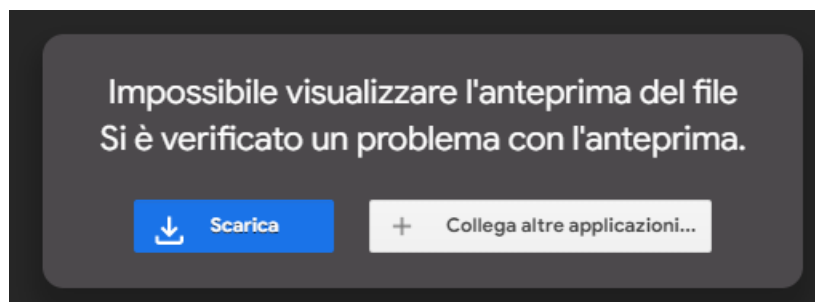 Impossibile visualizzare l'anteprima del file
Si è verificato un problema con l'anteprima.
Scarica
Collega altre applicazioni...